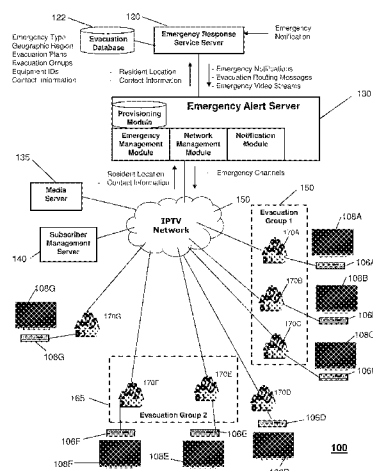 122
120
Emergency Type
Geographic Region
Evacuation Plans
Evacuation Groups
Equipment IDs
Contact Information
Evacuation
Database
Emergency Response
Service Server
Emergency
Notification
- Resident Location
- Contact Information
- Emergency Notifications
- Evacuation Routing Messages
- Emergency Video Streams
130
Emergency Alert Server
Provisioning
Module
Emergency
Management
Module
Network
Management
Module
Notification
Module
135
Resident Location
- Contact Information
- Emergency Channels
Media
Server
150
150
IPTV
Network
Evacuation
Group 1
Subscriber
Management
Server
140
170A
108A
106A
170B
108B
170C
108C
108G
170G
106G
165
170F
170E
170D
Evacuation Group 2
106F
106E
106D
108F
108E
100